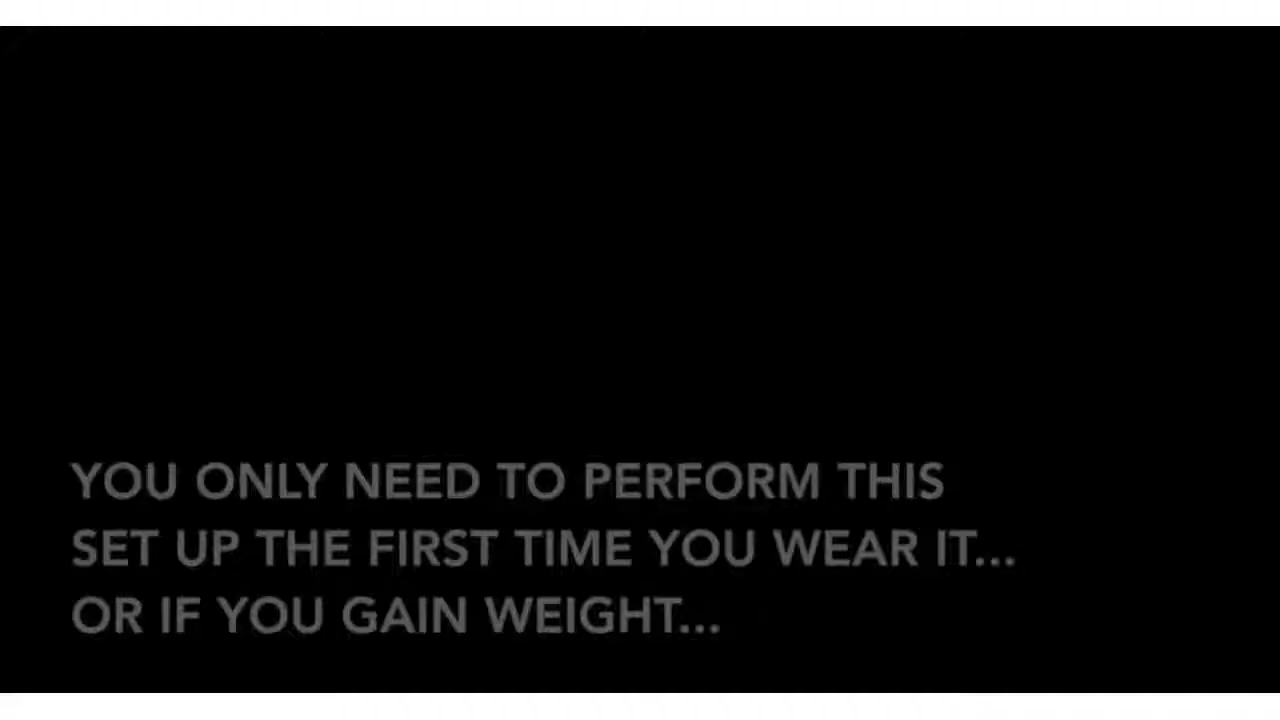 YOU ONLY NEED TO PERFORM THIS
SET UP THE FIRST TIME YOU WEAR IT...
OR IF YOU GAIN WEIGHT...